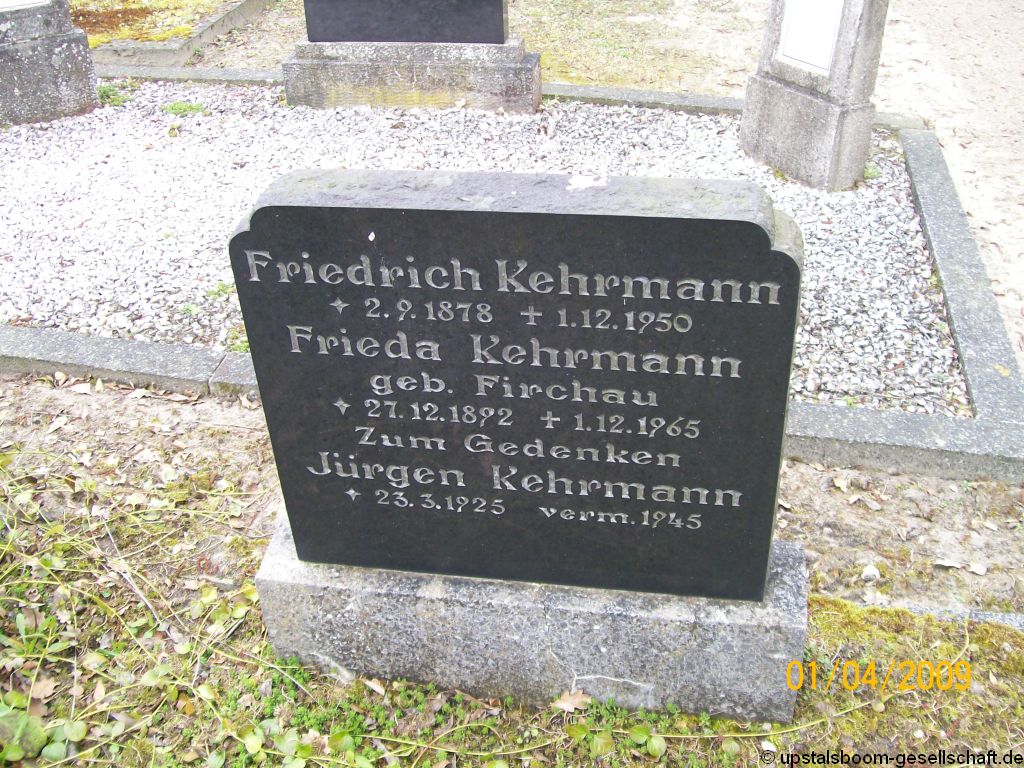 Friedrich Kehrmann
✦ 2.9.1878 ✝ 1.12.1950
Frieda Kehrmann
geb. Firchau
✦ 27.12.1892 ✝ 1.12.1965
Zum Gedenken
Jürgen Kehrmann
✦ 23.3.1925 verm. 1945
01/04/2009
© upstalsboom-gesellschaft.de